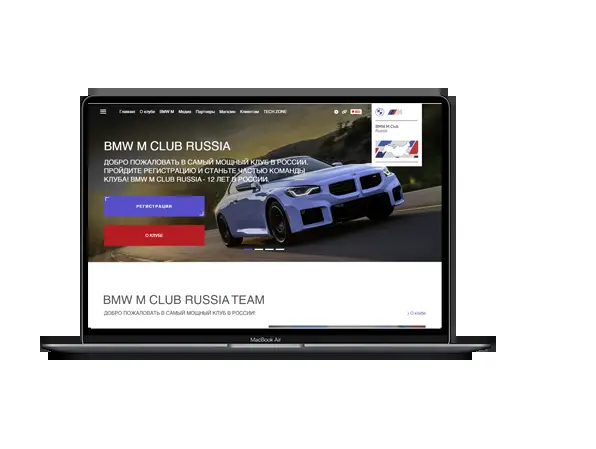 Главная О клубе BMW M Медиа Партнеры Магазин Клиентам TECH ZONE
BMW M Club
Russia
BMW M CLUB RUSSIA
ДОБРО ПОЖАЛОВАТЬ В САМЫЙ МОЩНЫЙ КЛУБ В РОССИИ.
ПРОЙДИТЕ РЕГИСТРАЦИЮ И СТАНЬТЕ ЧАСТЬЮ КОМАНДЫ
КЛУБА! BMW M CLUB RUSSIA - 12 ЛЕТ В РОССИИ.
РЕГИСТРАЦИЯ
О КЛУБЕ
BMW M CLUB RUSSIA TEAM
ДОБРО ПОЖАЛОВАТЬ В САМЫЙ МОЩНЫЙ КЛУБ В РОССИИ!
О КЛУБЕ
MacBook Air